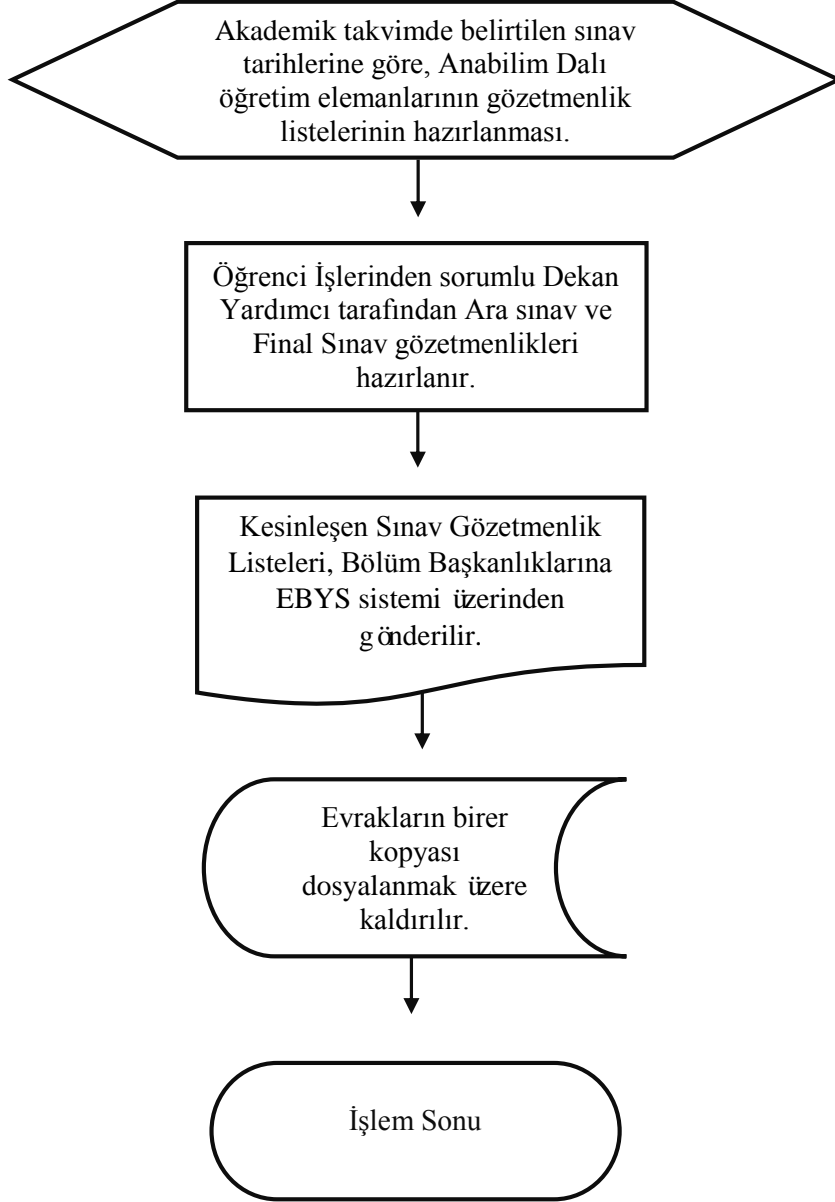 Akademik takvimde belirtilen sınav
tarihlerine göre, Anabilim Dalı
öğretim elemanlarının gözetmenlik
listelerinin hazırlanması.
Öğrenci İşlerinden sorumlu Dekan
Yardımcı tarafından Ara sınav ve
Final Sınav gözetmenlikleri
hazırlanır.
Kesinleşen Sınav Gözetmenlik
Listeleri, Bölüm Başkanlıklarına
EBYS sistemi üzerinden
gönderilir.
Evrakların birer
kopyası
dosyalanmak üzere
kaldırılır.
İşlem Sonu